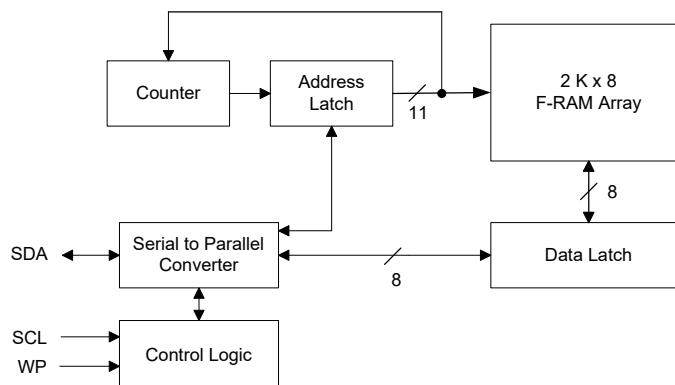 Counter
Address
Latch
11
2 K x 8
F-RAM Array
8
SDA
Serial to Parallel
Converter
8
Data Latch
SCL
WP
Control Logic